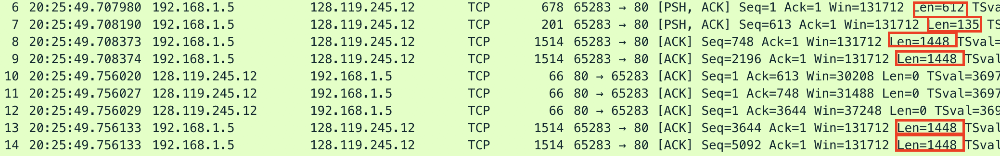 6 20:25:49.707980 192.168.1.5 128.119.245.12 TCP 678 65283 → 80 [PSH, ACK] Seq=1 Ack=1 Win=131712 Len=612 TSva
7 20:25:49.708190 192.168.1.5 128.119.245.12 TCP 201 65283 → 80 [PSH, ACK] Seq=613 Ack=1 Win=131712 Len=135 TS
8 20:25:49.708373 192.168.1.5 128.119.245.12 TCP 1514 65283 → 80 [ACK] Seq=748 Ack=1 Win=131712 Len=1448 TSval=
9 20:25:49.708374 192.168.1.5 128.119.245.12 TCP 1514 65283 → 80 [ACK] Seq=2196 Ack=1 Win=131712 Len=1448 TSval
10 20:25:49.756020 128.119.245.12 192.168.1.5 TCP 66 80 → 65283 [ACK] Seq=1 Ack=613 Win=30208 Len=0 TSval=3697
11 20:25:49.756027 128.119.245.12 192.168.1.5 TCP 66 80 → 65283 [ACK] Seq=1 Ack=748 Win=31488 Len=0 TSval=3697
12 20:25:49.756029 128.119.245.12 192.168.1.5 TCP 66 80 → 65283 [ACK] Seq=1 Ack=3644 Win=37248 Len=0 TSval=369
13 20:25:49.756133 192.168.1.5 128.119.245.12 TCP 1514 65283 → 80 [ACK] Seq=3644 Ack=1 Win=131712 Len=1448 TSval
14 20:25:49.756133 192.168.1.5 128.119.245.12 TCP 1514 65283 → 80 [ACK] Seq=5092 Ack=1 Win=131712 Len=1448 TSval